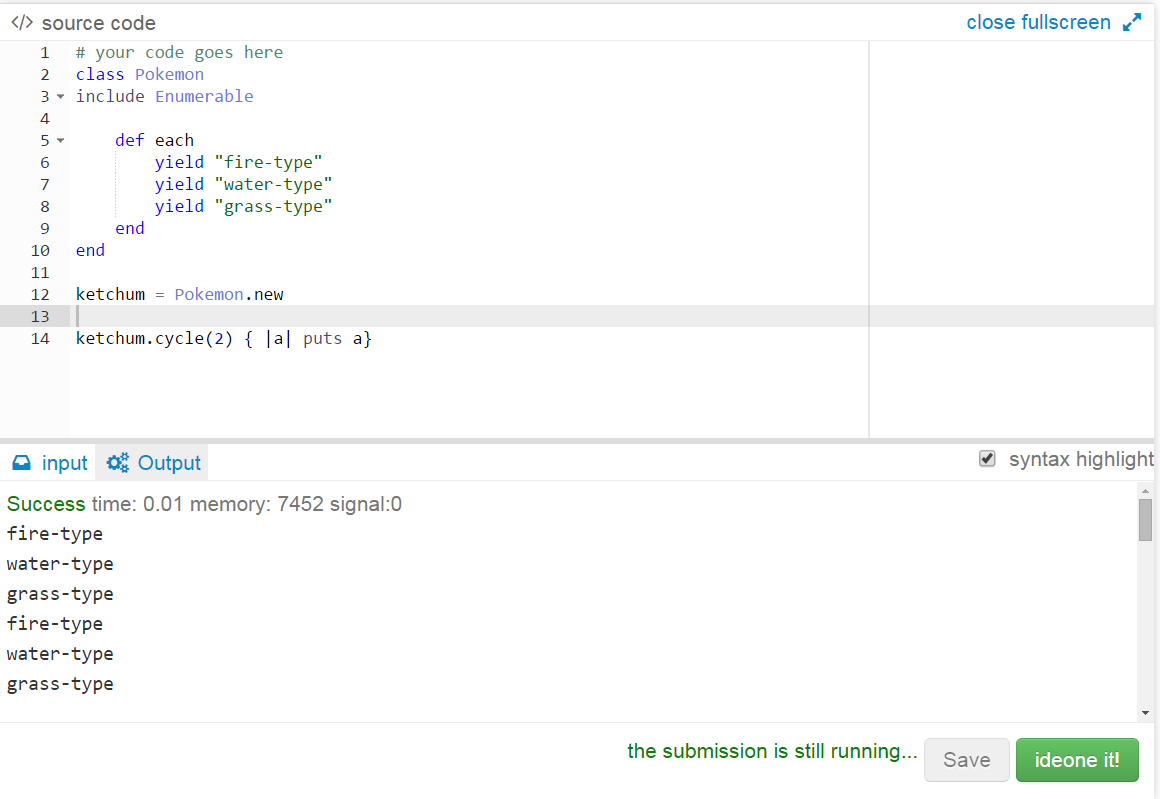 </> source code close fullscreen
1 # your code goes here
2 class Pokemon
3 include Enumerable
4
5 def each
6 yield "fire-type"
7 yield "water-type"
8 yield "grass-type"
9 end
10 end
11
12 ketchum = Pokemon.new
13
14 ketchum.cycle(2) { |a| puts a}
input Output syntax highlight
Success time: 0.01 memory: 7452 signal:0
fire-type
water-type
grass-type
fire-type
water-type
grass-type
the submission is still running... Save ideone it!